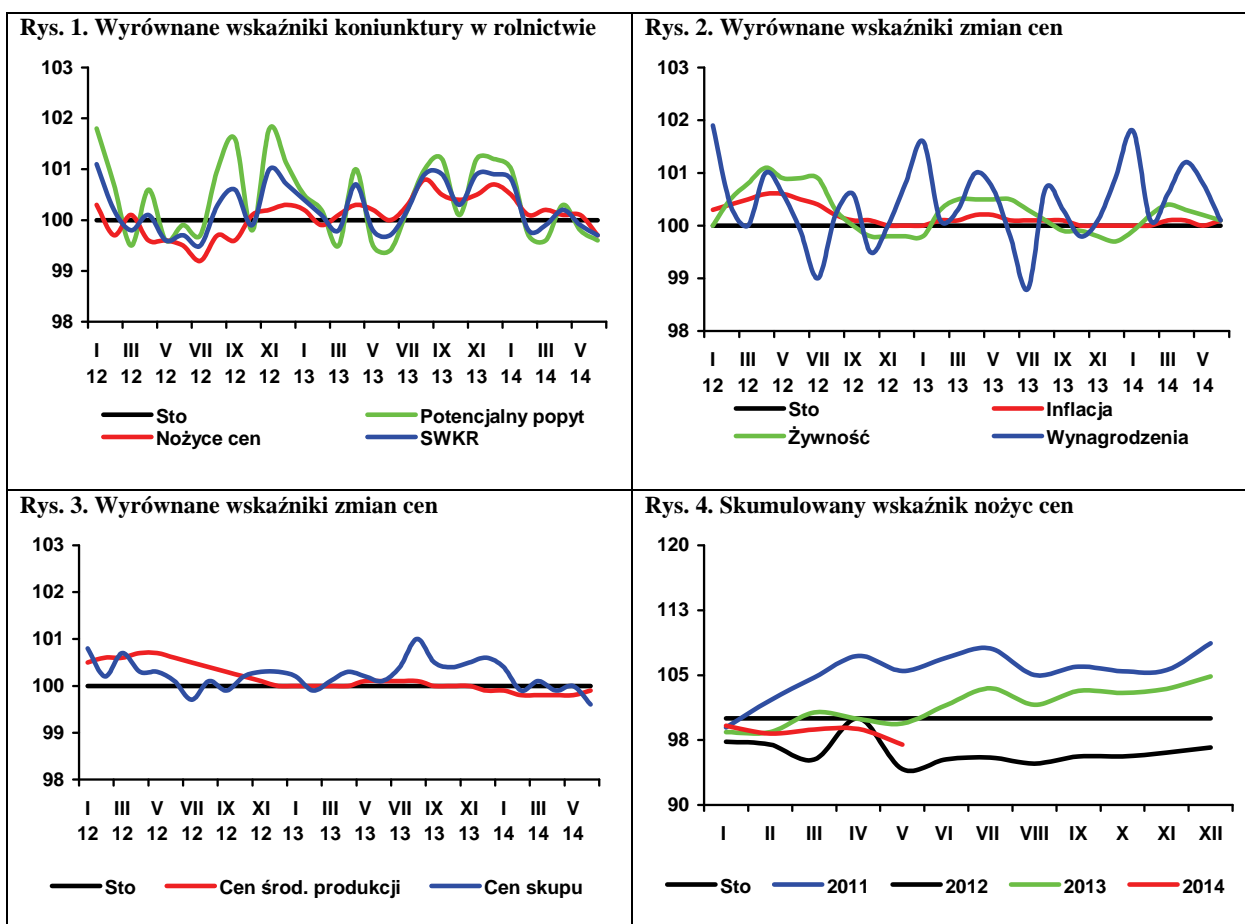 Rys. 1. Wyrównane wskaźniki koniunktury w rolnictwie
103
102
101
100
99
98
I III V VII IX XI I III V VII IX XI I III V
12 12 12 12 12 12 13 13 13 13 13 13 14 14 14
Sto Potencjalny popyt
Nożyce cen SWKR
Rys. 2. Wyrównane wskaźniki zmian cen
103
102
101
100
99
98
I III V VII IX XI I III V VII IX XI I III V
12 12 12 12 12 12 13 13 13 13 13 13 14 14 14
Sto Inflacja
Żywność Wynagrodzenia
Rys. 3. Wyrównane wskaźniki zmian cen
103
102
101
100
99
98
I III V VII IX XI I III V VII IX XI I III V
12 12 12 12 12 12 13 13 13 13 13 13 14 14 14
Sto Cen środ. produkcji Cen skupu
Rys. 4. Skumulowany wskaźnik nożyc cen
120
113
105
98
90
I II III IV V VI VII VIII IX X XI XII
Sto 2011 2012 2013 2014